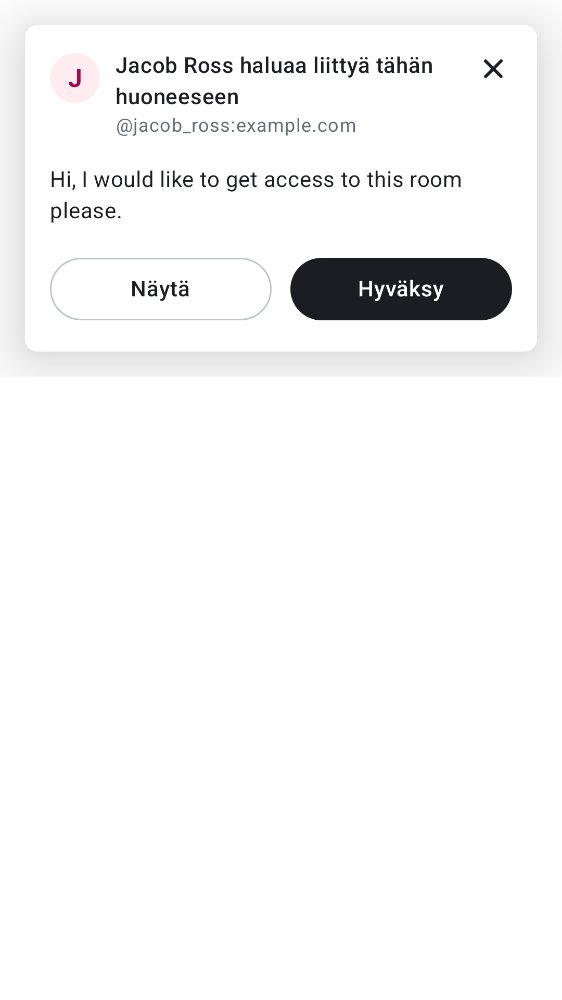 J
Jacob Ross haluaa liittyä tähän
huoneeseen
@jacob_ross:example.com
Hi, I would like to get access to this room
please.
Näytä
Hyväksy